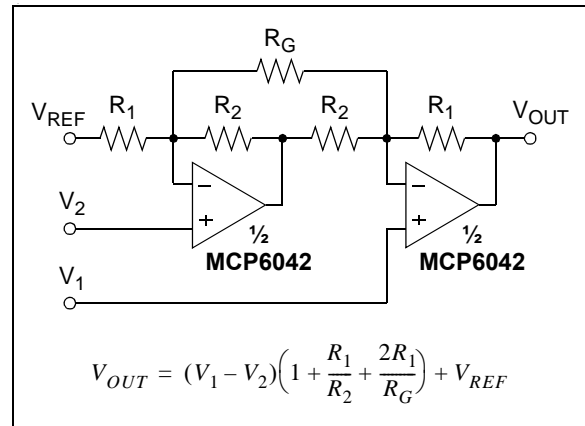 R_G
V_REF R_1 R_2 R_2 R_1 V_OUT
V_2 − + ½ MCP6042 − + ½ MCP6042
V_1
V_OUT = (V_1 – V_2)(1 + R_1/R_2 + 2R_1/R_G) + V_REF